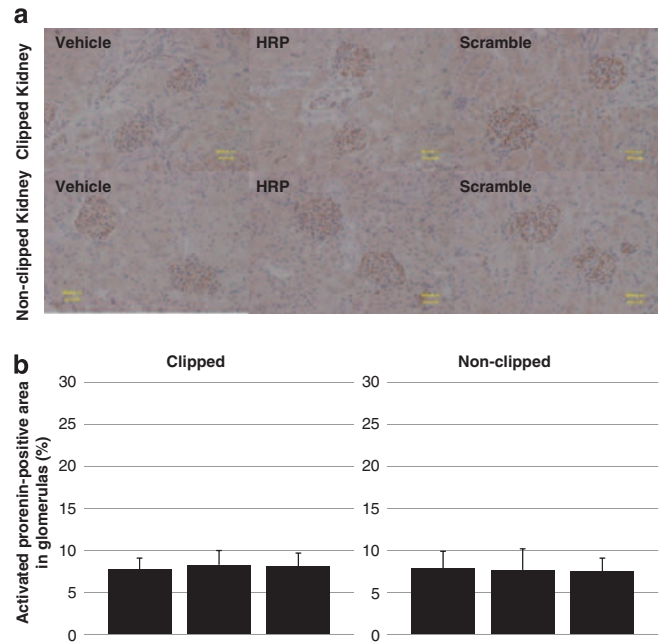 a
Clipped Kidney
Vehicle
HRP
Scramble
Non-clipped Kidney
Vehicle
HRP
Scramble
b
Clipped
Non-clipped
Activated prorenin-positive area
in glomerulas (%)
30
25
20
15
10
5
0
30
25
20
15
10
5
0